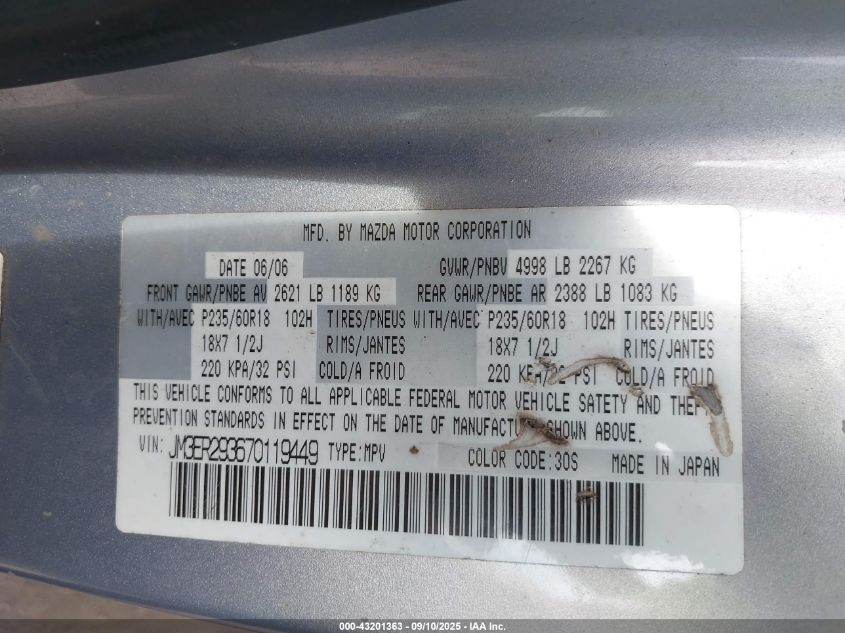 MFD. BY MAZDA MOTOR CORPORATION
DATE 06/06 GVWR/PNBV 4998 LB 2267 KG
FRONT GAWR/PNBE AV 2621 LB 1189 KG REAR GAWR/PNBE AR 2388 LB 1083 KG
WITH/AVEC P235/60R18 102H TIRES/PNEUS WITH/AVEC P235/60R18 102H TIRES/PNEUS
18X7 1/2J RIMS/JANTES 18X7 1/2J RIMS/JANTES
220 KPA/32 PSI COLD/A FROID 220 KPA/32 PSI COLD/A FROID
THIS VEHICLE CONFORMS TO ALL APPLICABLE FEDERAL MOTOR VEHICLE SAFETY AND THEFT
PREVENTION STANDARDS IN EFFECT ON THE DATE OF MANUFACTURE SHOWN ABOVE.
VIN: JM3ER293670119449 TYPE:MPV COLOR CODE:30S MADE IN JAPAN
000-43201363 - 09/10/2025 - IAA Inc.